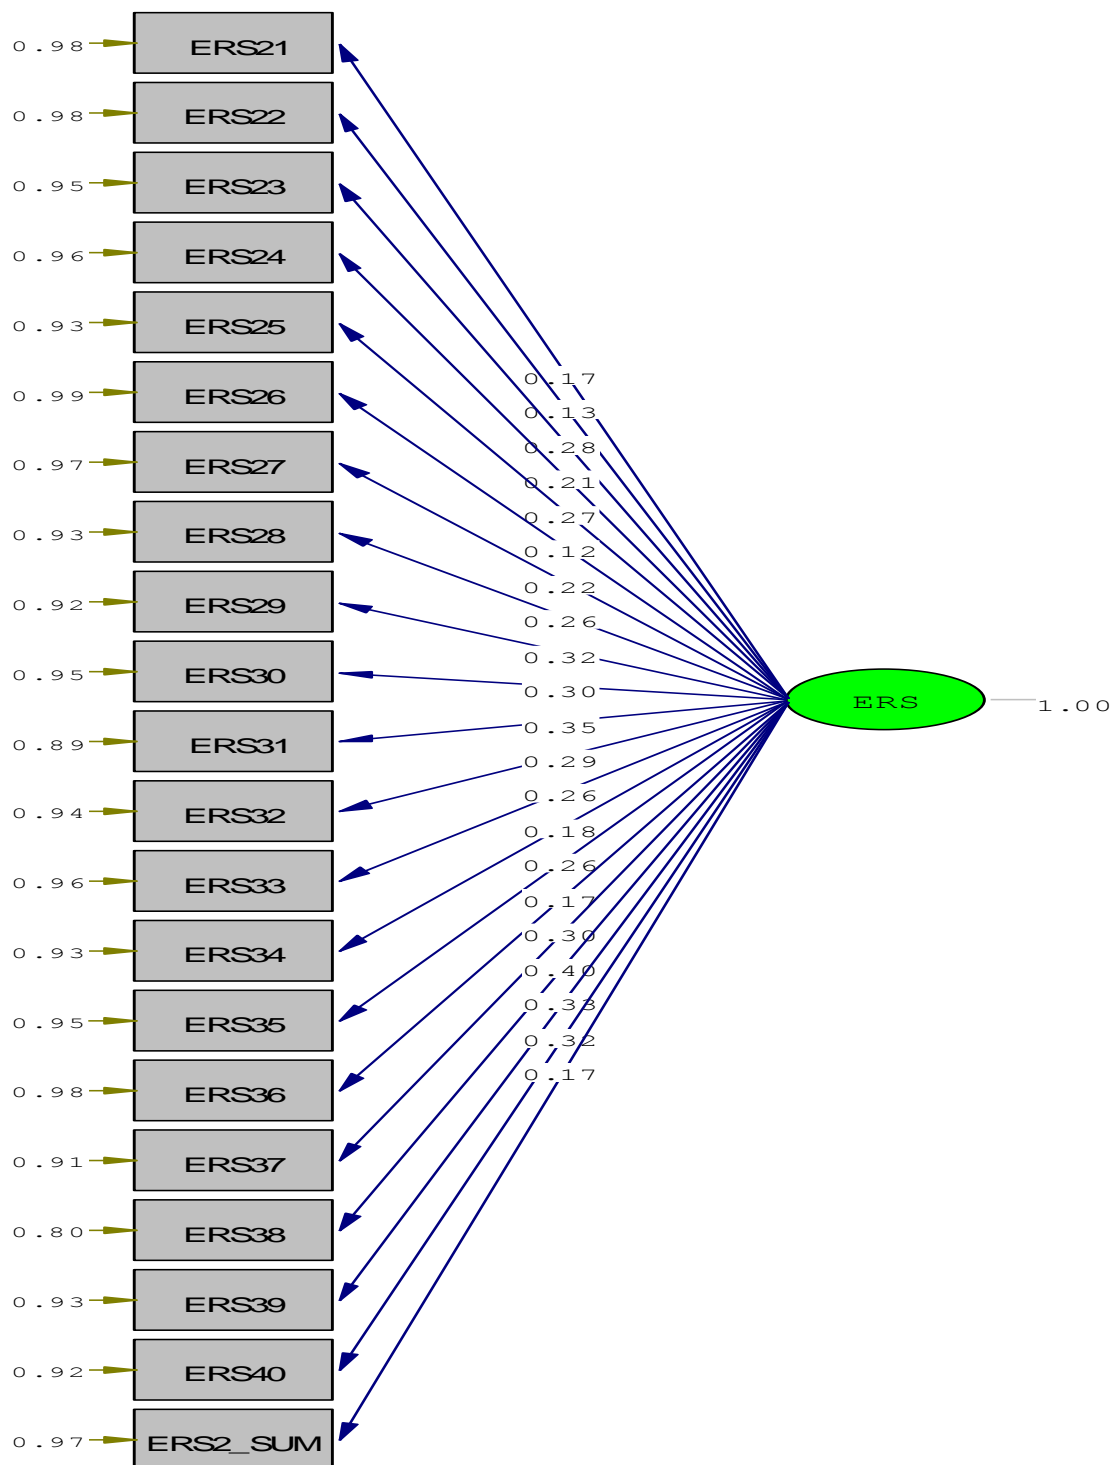 0.98 ERS21
0.98 ERS22
0.95 ERS23
0.96 ERS24
0.93 ERS25
0.99 ERS26
0.97 ERS27
0.93 ERS28
0.92 ERS29
0.95 ERS30
0.89 ERS31
0.94 ERS32
0.96 ERS33
0.93 ERS34
0.95 ERS35
0.98 ERS36
0.91 ERS37
0.80 ERS38
0.93 ERS39
0.92 ERS40
0.97 ERS2_SUM
0.17
0.13
0.28
0.21
0.27
0.12
0.22
0.26
0.32
0.30
0.35
0.29
0.26
0.18
0.26
0.17
0.30
0.40
0.33
0.32
0.17
ERS 1.00